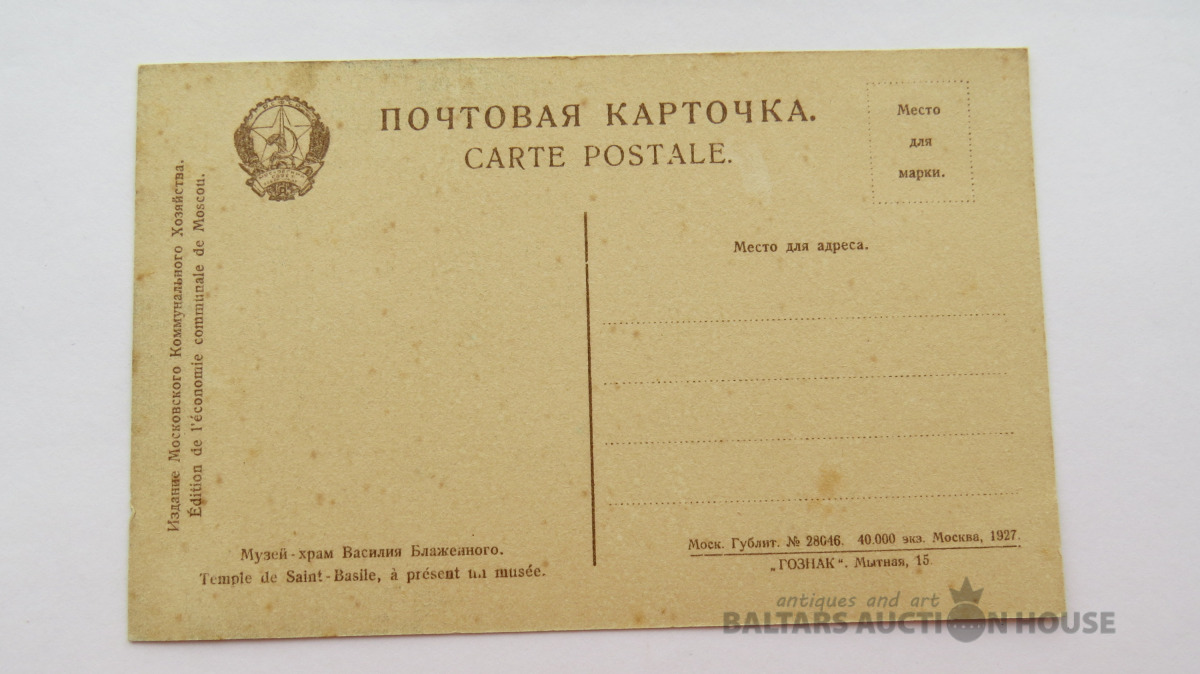 ПОЧТОВАЯ КАРТОЧКА.
CARTE POSTALE.
Место
для
марки.
Издание Московского Коммунального Хозяйства.
Édition de l'économie communale de Moscou.
Место для адреса.
Музей-храм Василия Блаженного.
Temple de Saint-Basile, à présent un musée.
Моск. Гублит. № 28646. 40.000 экз. Москва, 1927.
„ГОЗНАК“. Мытная, 15
antiques and art
BALTARS AUCTION HOUSE